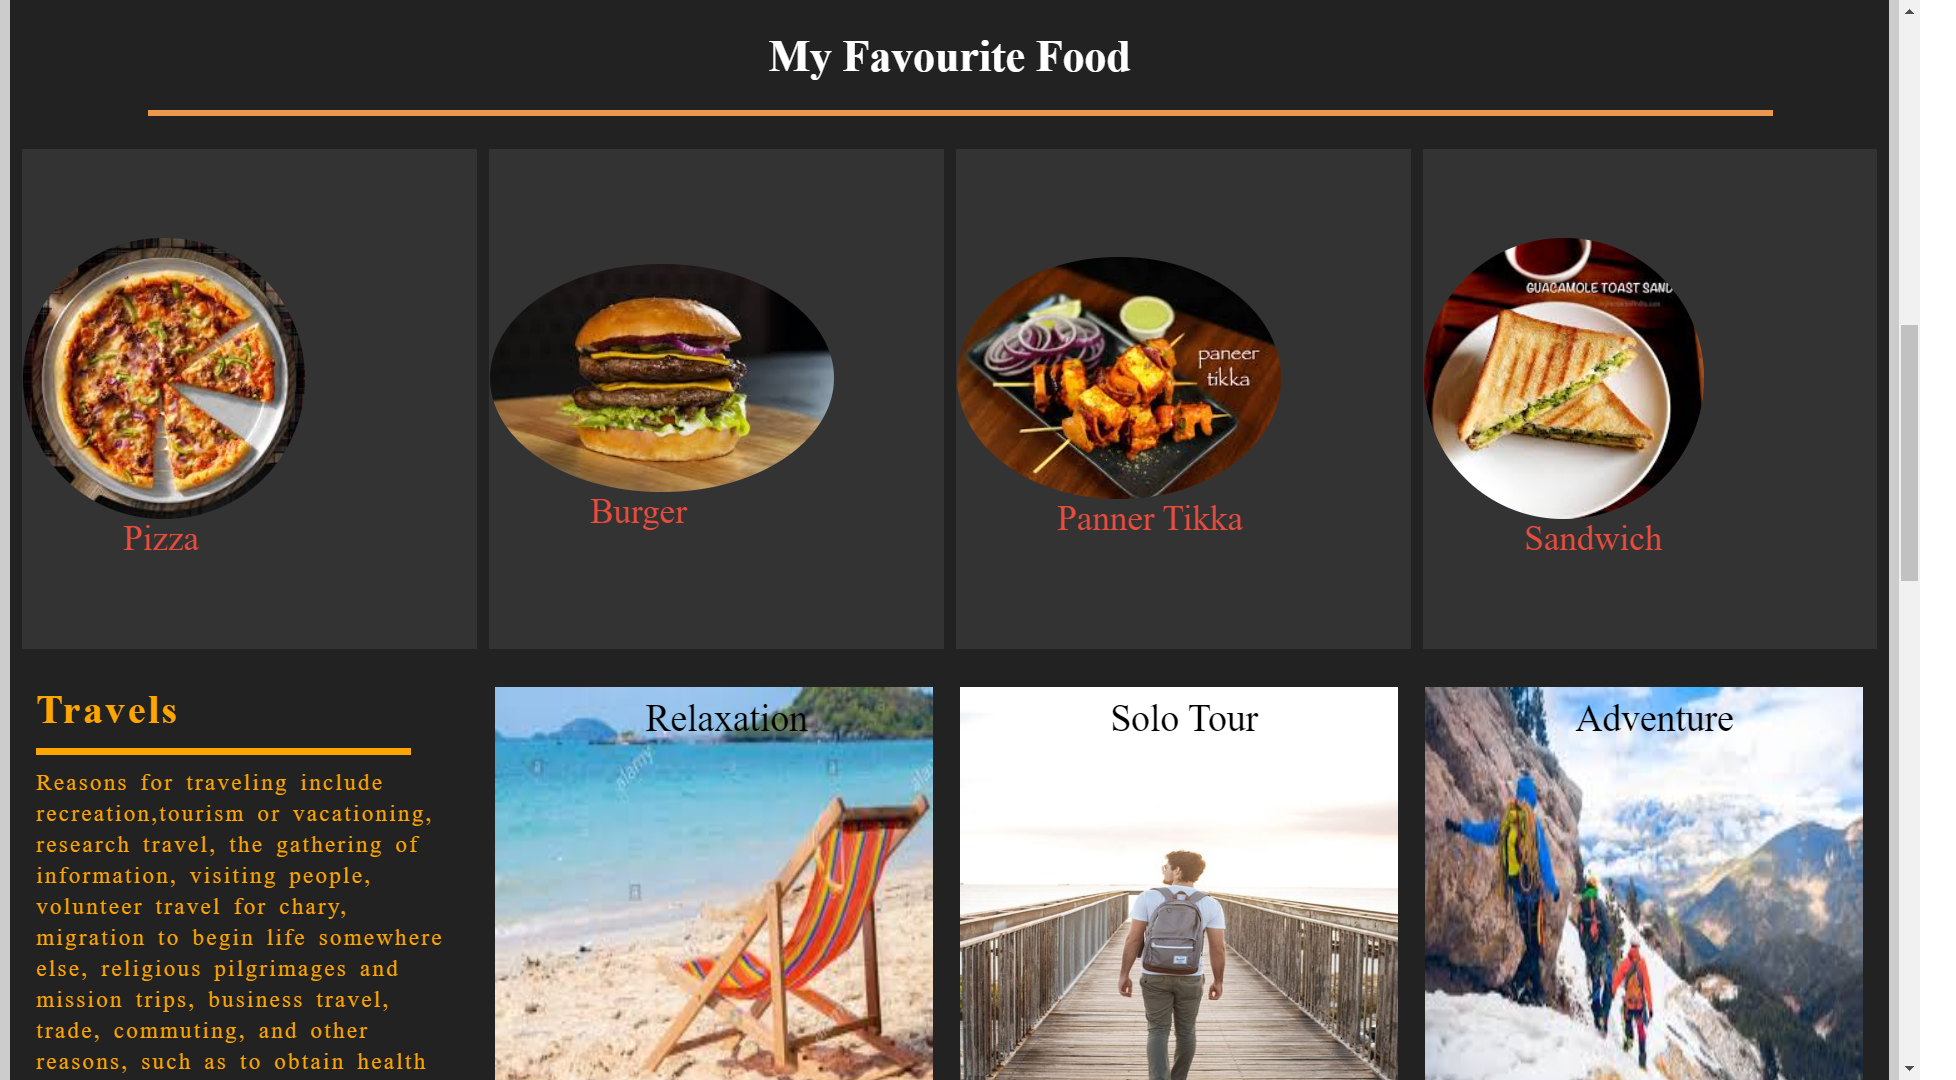 My Favourite Food
GUACAMOLE TOAST SAND
paneer
tikka
Pizza
Burger
Panner Tikka
Sandwich
Travels
Reasons for traveling include
recreation,tourism or vacationing,
research travel, the gathering of
information, visiting people,
volunteer travel for chary,
migration to begin life somewhere
else, religious pilgrimages and
mission trips, business travel,
trade, commuting, and other
reasons, such as to obtain health
Relaxation
alamy
a
a
a
Solo Tour
Adventure